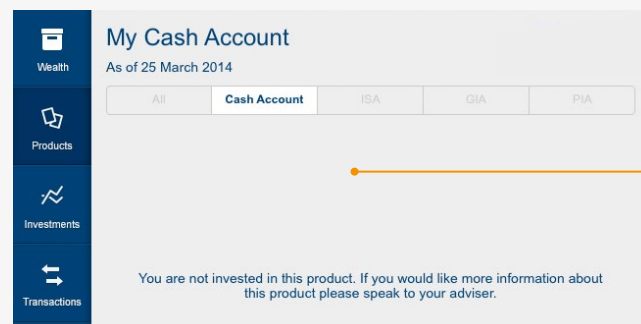 Wealth
Products
Investments
Transactions
My Cash Account
As of 25 March 2014
All
Cash Account
ISA
GIA
PIA
You are not invested in this product. If you would like more information about
this product please speak to your adviser.